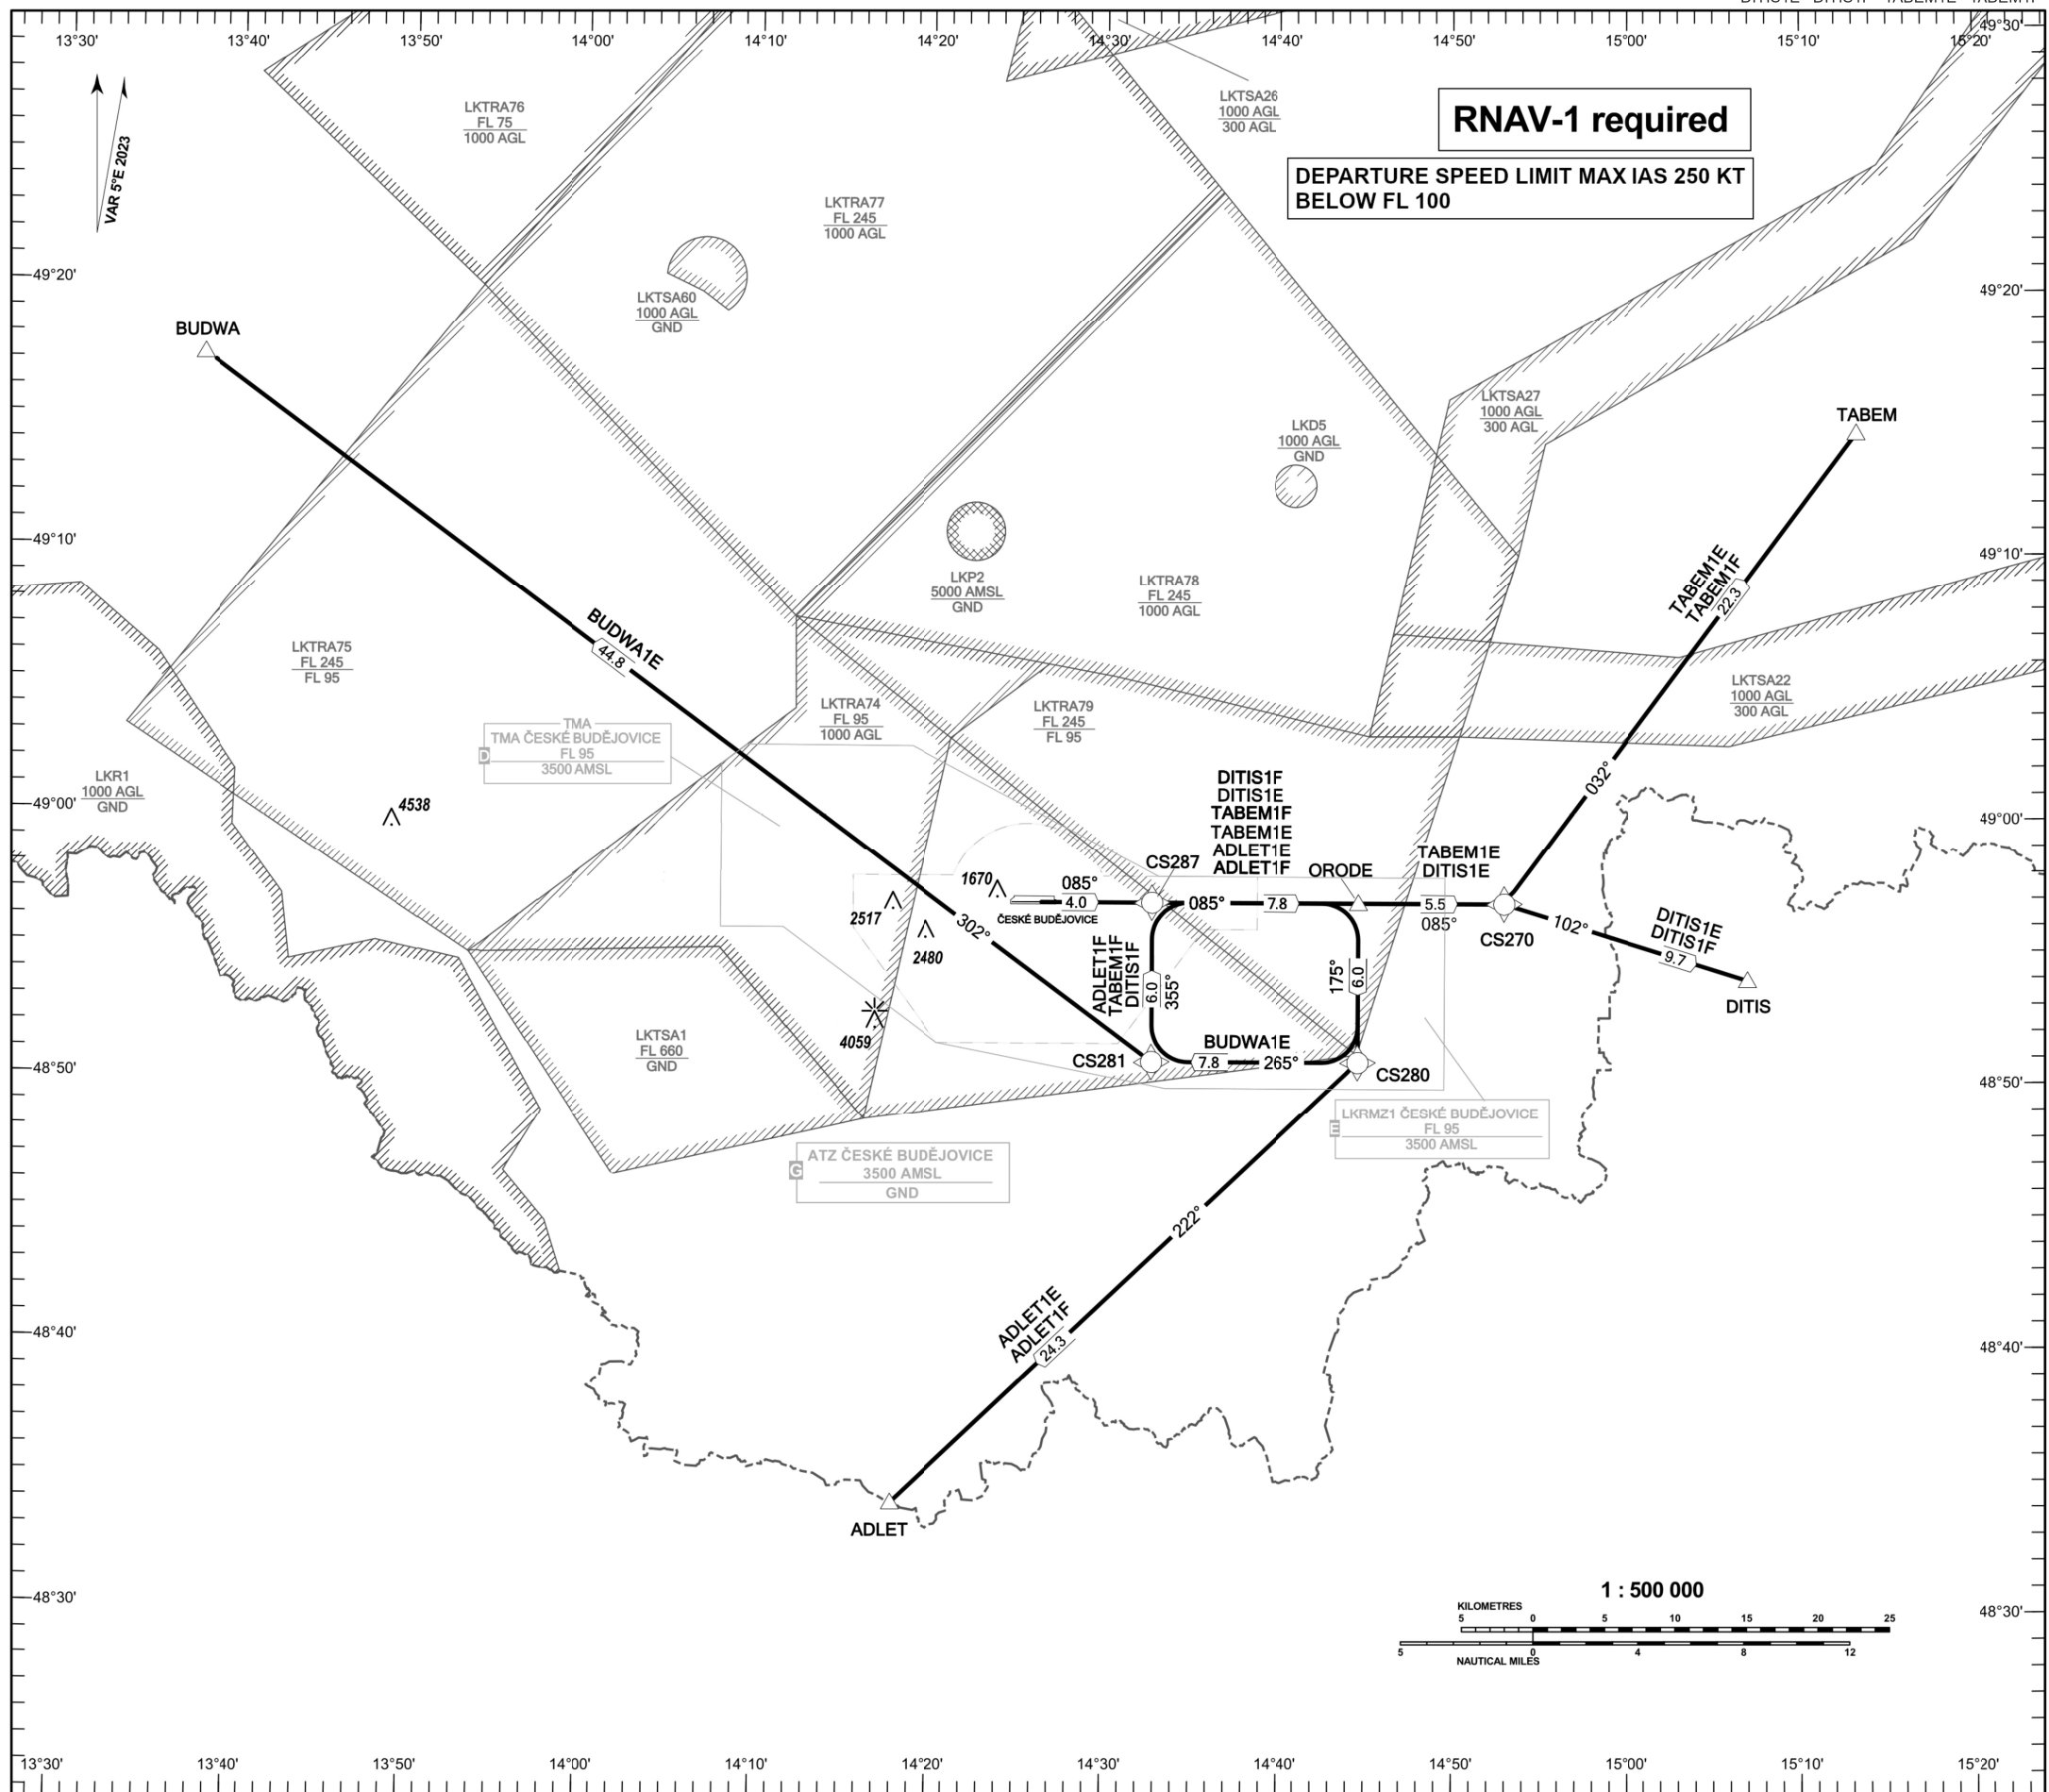 13°30'
13°40'
13°50'
14°00'
14°10'
14°20'
14°30'
14°40'
14°50'
15°00'
15°10'
15°20'
49°30'
VAR 5°E 2023
LKTRA76
FL 75
1000 AGL
LKTSA26
1000 AGL
300 AGL
RNAV-1 required
DEPARTURE SPEED LIMIT MAX IAS 250 KT
BELOW FL 100
LKTRA77
FL 245
1000 AGL
49°20'
49°20'
LKTSA60
1000 AGL
GND
BUDWA
LKTSA27
1000 AGL
300 AGL
TABEM
LKD5
1000 AGL
GND
49°10'
49°10'
LKP2
5000 AMSL
GND
LKTRA78
FL 245
1000 AGL
TABEM1E
TABEM1F
22.3
BUDWA1E
44.8
LKTRA75
FL 245
FL 95
LKTSA22
1000 AGL
300 AGL
LKTRA74
FL 95
1000 AGL
LKTRA79
FL 245
FL 95
TMA
TMA ČESKÉ BUDĚJOVICE
D
FL 95
3500 AMSL
LKR1
1000 AGL
GND
032°
49°00'
49°00'
4538
DITIS1F
DITIS1E
TABEM1F
TABEM1E
ADLET1E
ADLET1F
CS287
ORODE
TABEM1E
DITIS1E
1670
085°
4.0
ČESKÉ BUDĚJOVICE
085°
7.8
5.5
085°
2517
2480
302°
CS270
102°
DITIS1E
DITIS1F
9.7
DITIS
ADLET1F
TABEM1F
DITIS1F
6.0
355°
175°
6.0
4059
LKTSA1
FL 660
GND
BUDWA1E
CS281
7.8
265°
CS280
48°50'
48°50'
LKRMZ1 ČESKÉ BUDĚJOVICE
E
FL 95
3500 AMSL
ATZ ČESKÉ BUDĚJOVICE
G
3500 AMSL
GND
222°
ADLET1E
ADLET1F
24.3
48°40'
48°40'
ADLET
48°30'
48°30'
1 : 500 000
KILOMETRES
5 0 5 10 15 20 25
5 0 4 8 12
NAUTICAL MILES
13°30'
13°40'
13°50'
14°00'
14°10'
14°20'
14°30'
14°40'
14°50'
15°00'
15°10'
15°20'